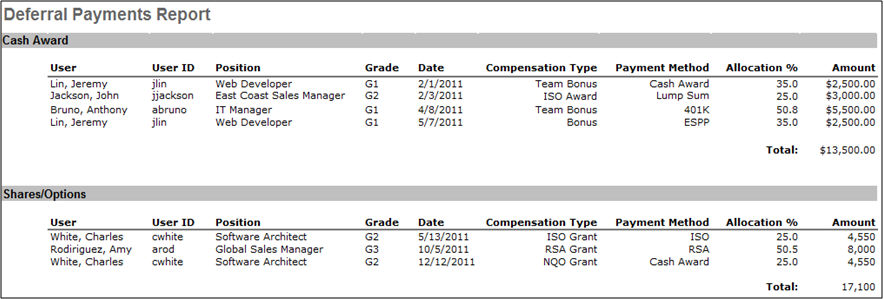 Deferral Payments Report
Cash Award
User User ID Position Grade Date Compensation Type Payment Method Allocation % Amount
Lin, Jeremy jlin Web Developer G1 2/1/2011 Team Bonus Cash Award 35.0 $2,500.00
Jackson, John jjackson East Coast Sales Manager G2 2/3/2011 ISO Award Lump Sum 25.0 $3,000.00
Bruno, Anthony abruno IT Manager G1 4/8/2011 Team Bonus 401K 50.8 $5,500.00
Lin, Jeremy jlin Web Developer G1 5/7/2011 Bonus ESPP 35.0 $2,500.00
Total: $13,500.00
Shares/Options
User User ID Position Grade Date Compensation Type Payment Method Allocation % Amount
White, Charles cwhite Software Architect G2 5/13/2011 ISO Grant ISO 25.0 4,550
Rodiriguez, Amy arod Global Sales Manager G3 10/5/2011 RSA Grant RSA 50.5 8,000
White, Charles cwhite Software Architect G2 12/12/2011 NQO Grant Cash Award 25.0 4,550
Total: 17,100